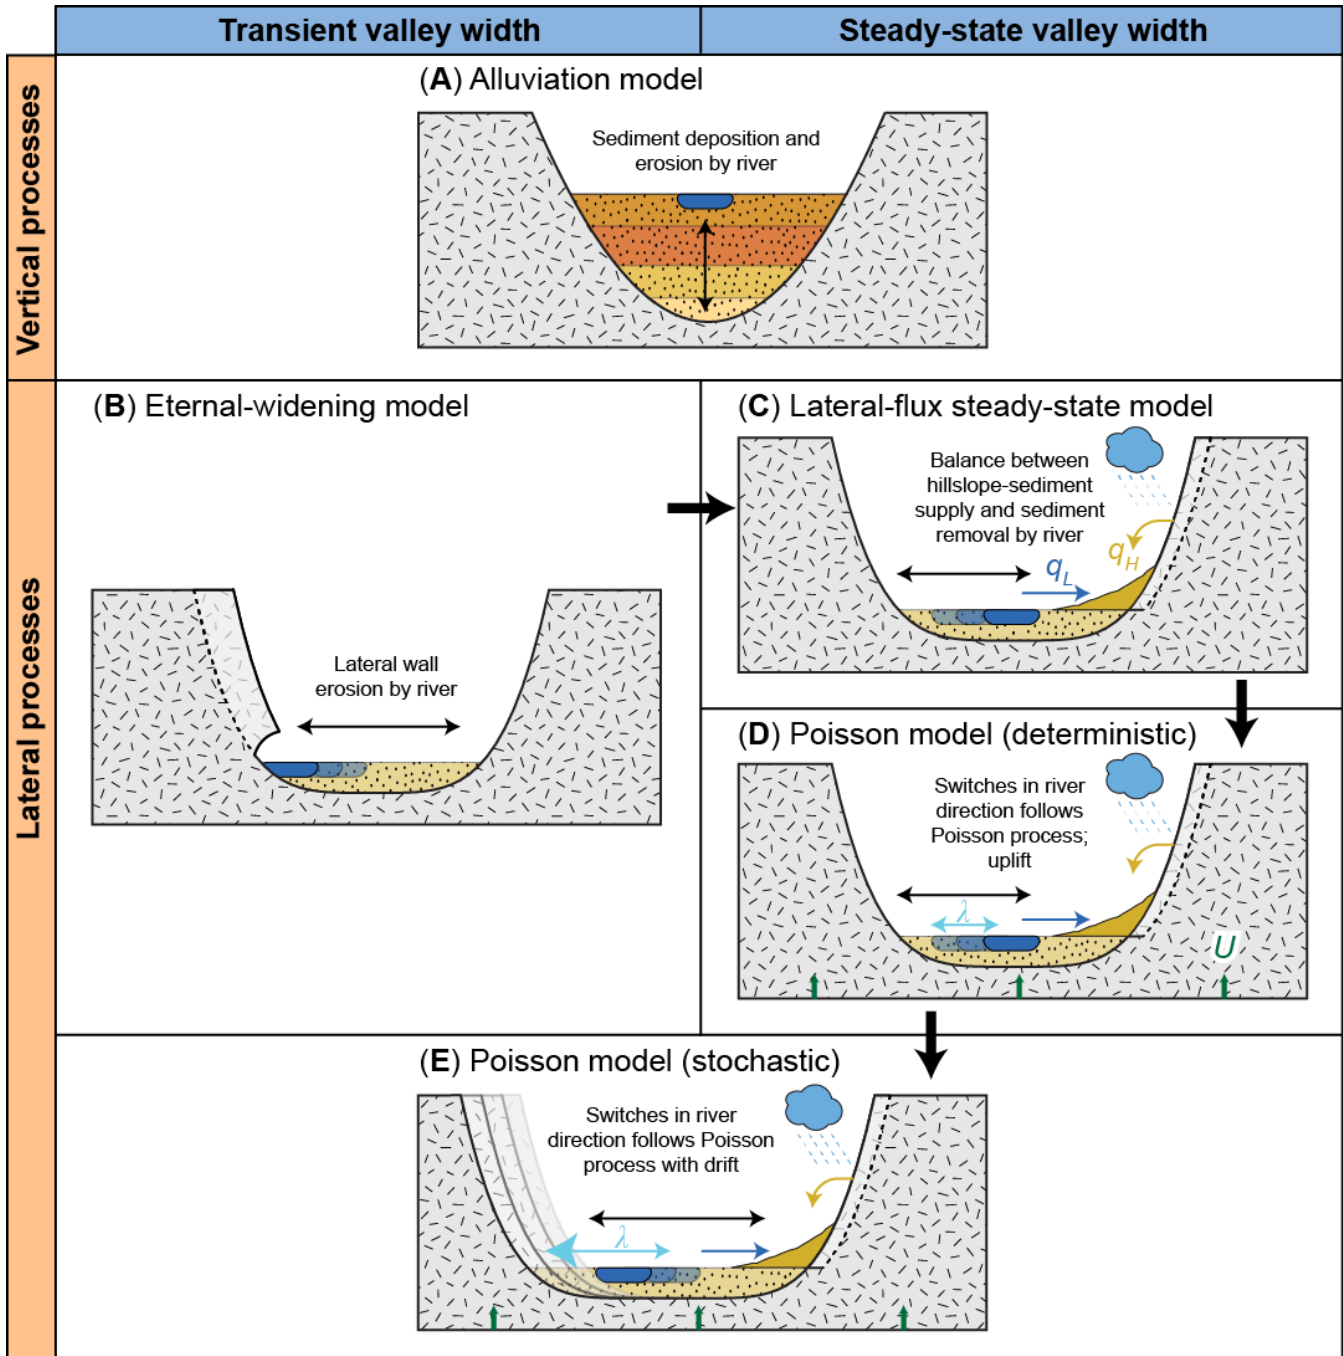 Transient valley width
Steady-state valley width
Vertical processes
(A) Alluviation model
Sediment deposition and
erosion by river
Lateral processes
(B) Eternal-widening model
Lateral wall
erosion by river
(C) Lateral-flux steady-state model
Balance between
hillslope-sediment
supply and sediment
removal by river
qH
qL
(D) Poisson model (deterministic)
Switches in river
direction follows
Poisson process;
uplift
λ
U
(E) Poisson model (stochastic)
Switches in river
direction follows Poisson
process with drift
λ